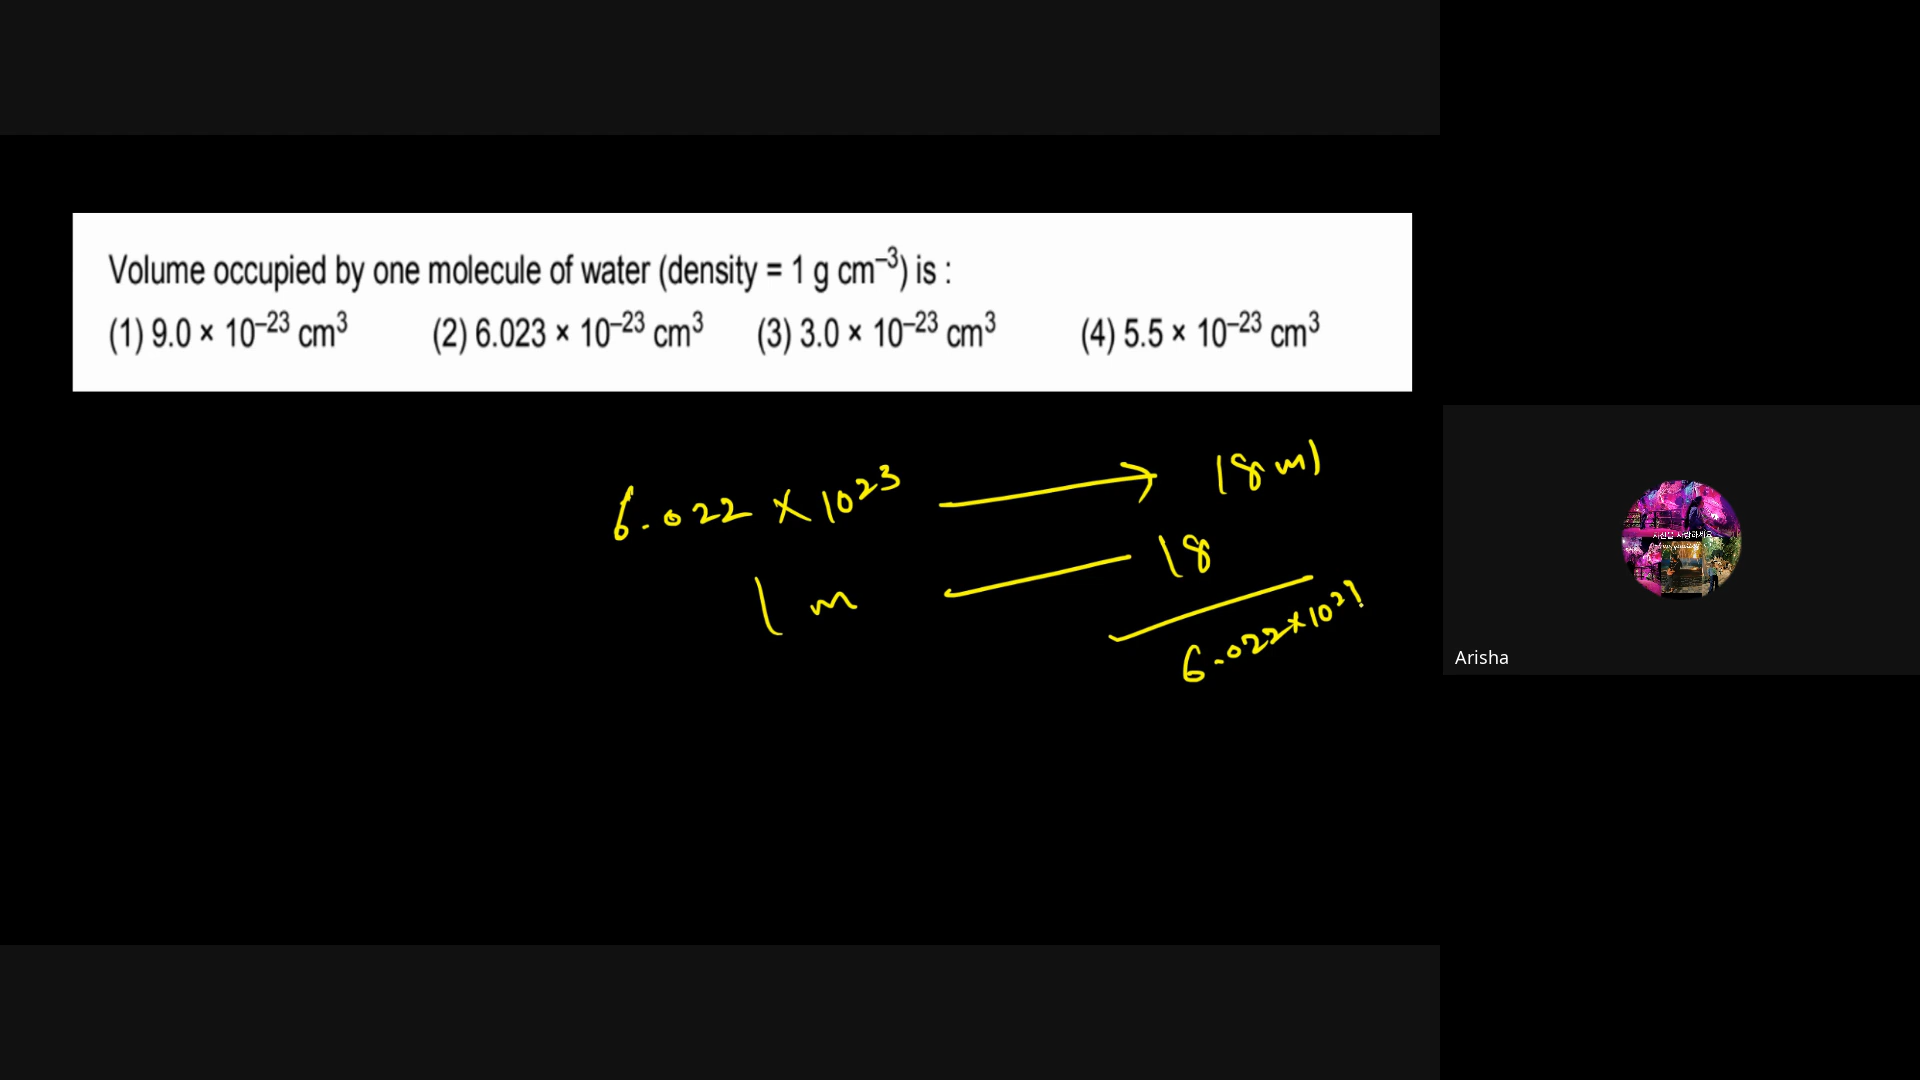 Volume occupied by one molecule of water (density = 1 g cm⁻³) is :
(1) 9.0 × 10⁻²³ cm³ (2) 6.023 × 10⁻²³ cm³ (3) 3.0 × 10⁻²³ cm³ (4) 5.5 × 10⁻²³ cm³
6.022 × 10²³ → 18 ml
1 m — 18
6.022 × 10²³
Arisha